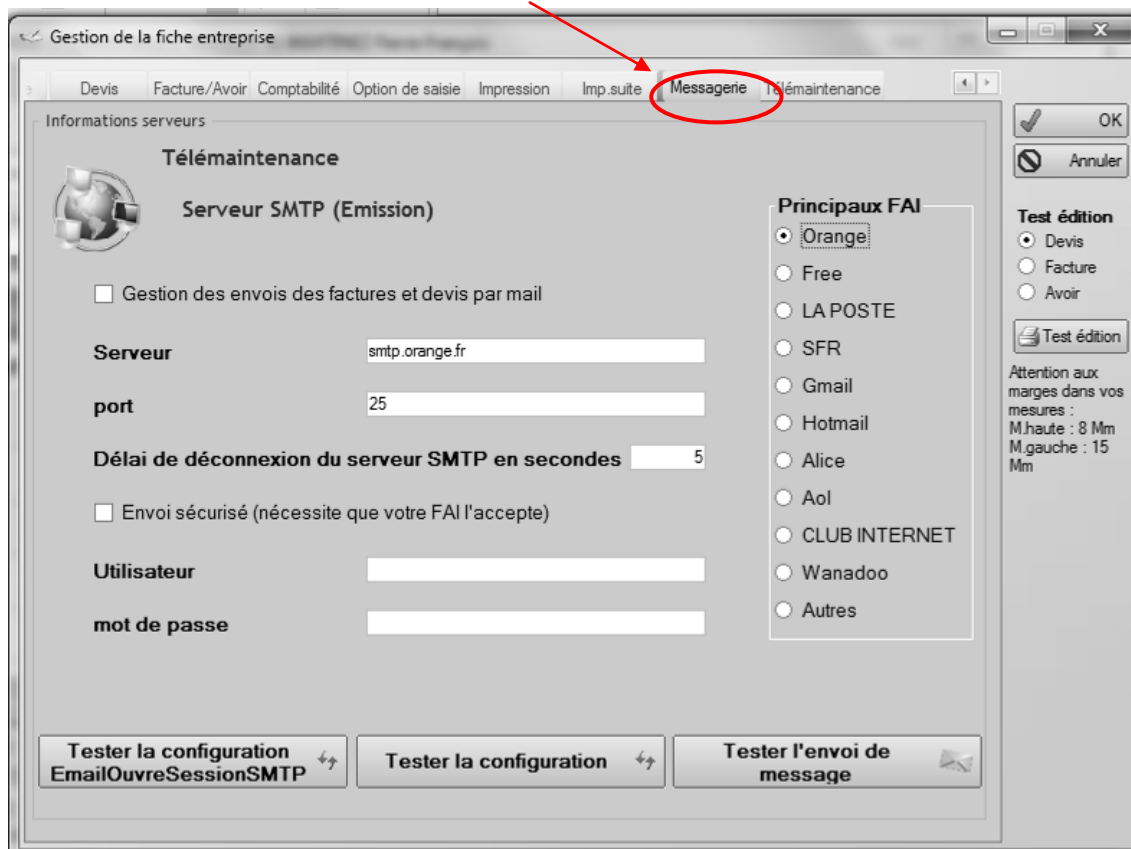 Gestion de la fiche entreprise
Devis Facture/Avoir Comptabilité Option de saisie Impression Imp.suite Messagerie Télémaintenance
Informations serveurs
Télémaintenance
Serveur SMTP (Emission)
Gestion des envois des factures et devis par mail
Serveur smtp.orange.fr
port 25
Délai de déconnexion du serveur SMTP en secondes 5
Envoi sécurisé (nécessite que votre FAI l'accepte)
Utilisateur
mot de passe
Principaux FAI
Orange
Free
LA POSTE
SFR
Gmail
Hotmail
Alice
Aol
CLUB INTERNET
Wanadoo
Autres
Tester la configuration
EmailOuvreSessionSMTP
Tester la configuration
Tester l'envoi de
message
OK
Annuler
Test édition
Devis
Facture
Avoir
Test édition
Attention aux
marges dans vos
mesures :
M.haute : 8 Mm
M.gauche : 15
Mm